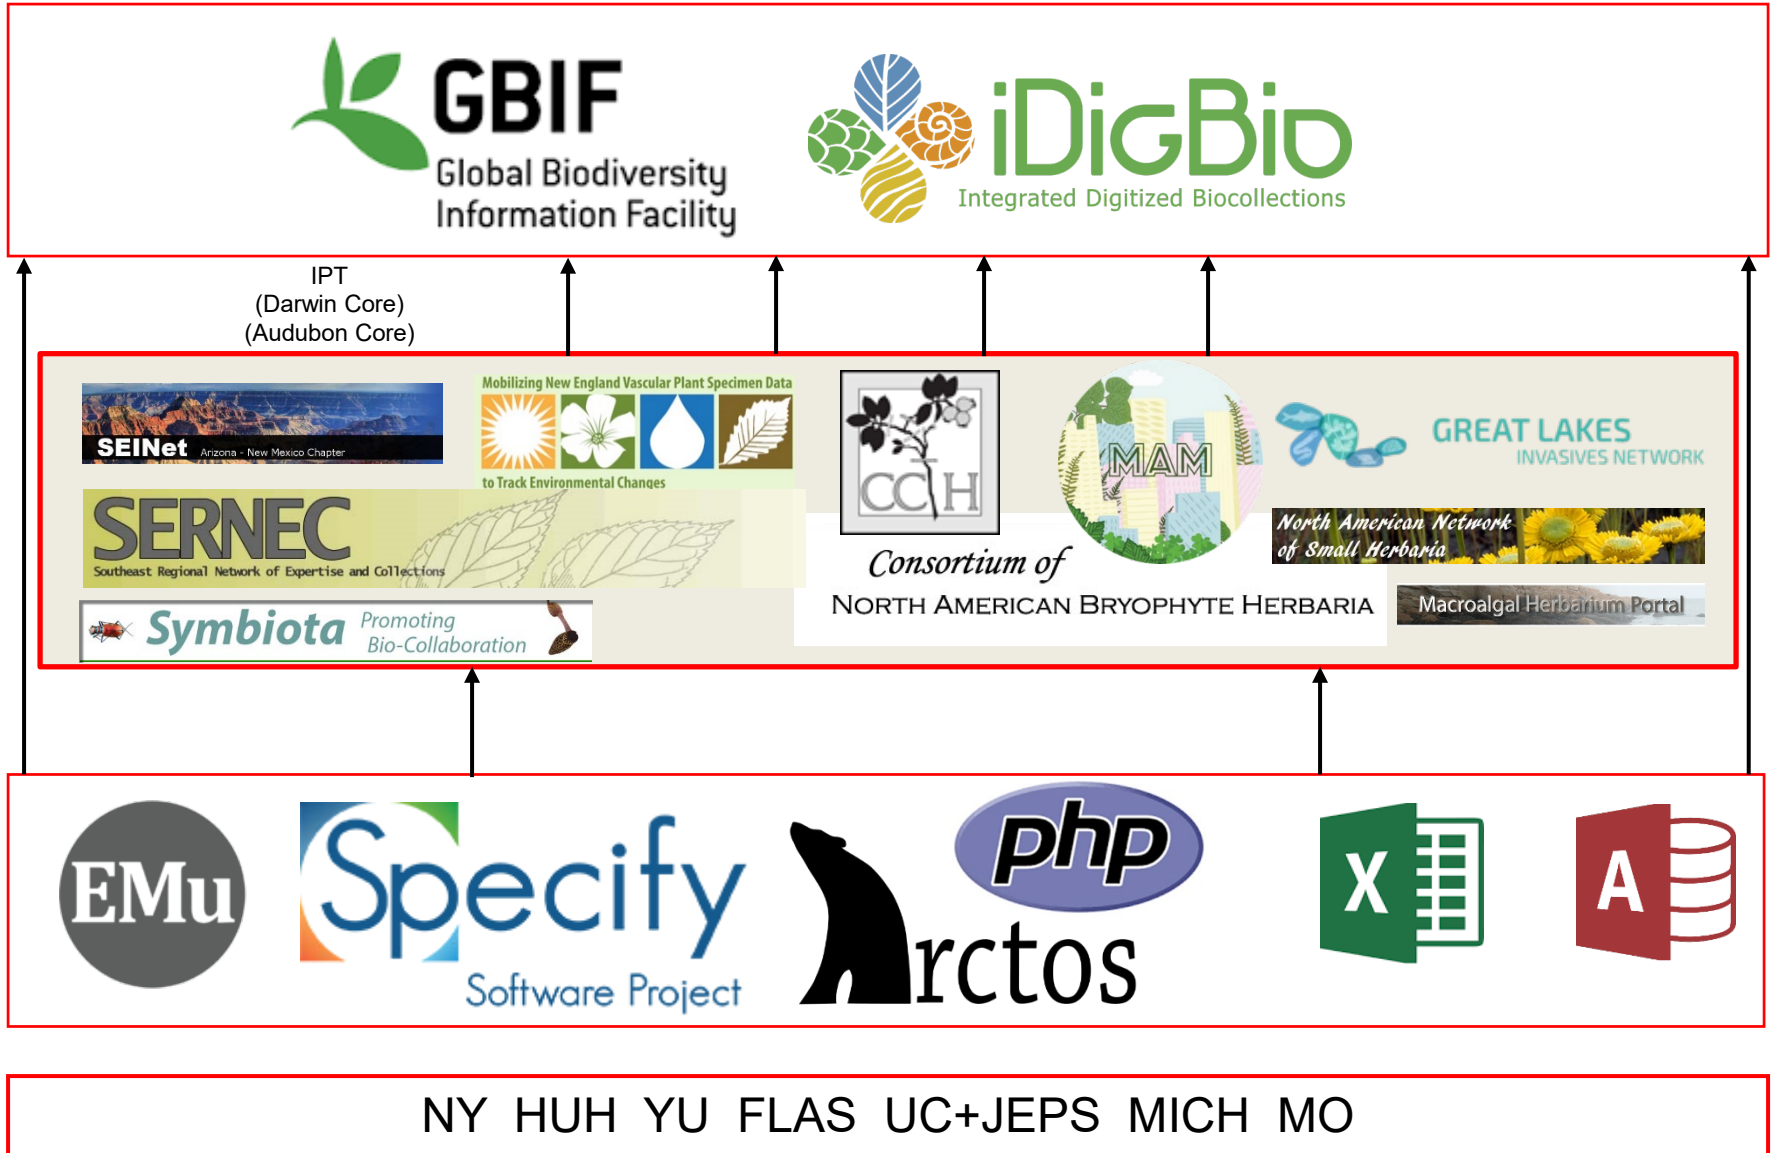 GBIF
Global Biodiversity
Information Facility
iDigBio
Integrated Digitized Biocollections
IPT
(Darwin Core)
(Audubon Core)
SEINet Arizona - New Mexico Chapter
Mobilizing New England Vascular Plant Specimen Data
to Track Environmental Changes
CCH
MAM
GREAT LAKES
INVASIVES NETWORK
SERNEC
Southeast Regional Network of Expertise and Collections
North American Network
of Small Herbaria
Consortium of
NORTH AMERICAN BRYOPHYTE HERBARIA
Macroalgal Herbarium Portal
Symbiota Promoting
Bio-Collaboration
EMu
Specify
Software Project
php
Arctos
X
A
NY HUH YU FLAS UC+JEPS MICH MO